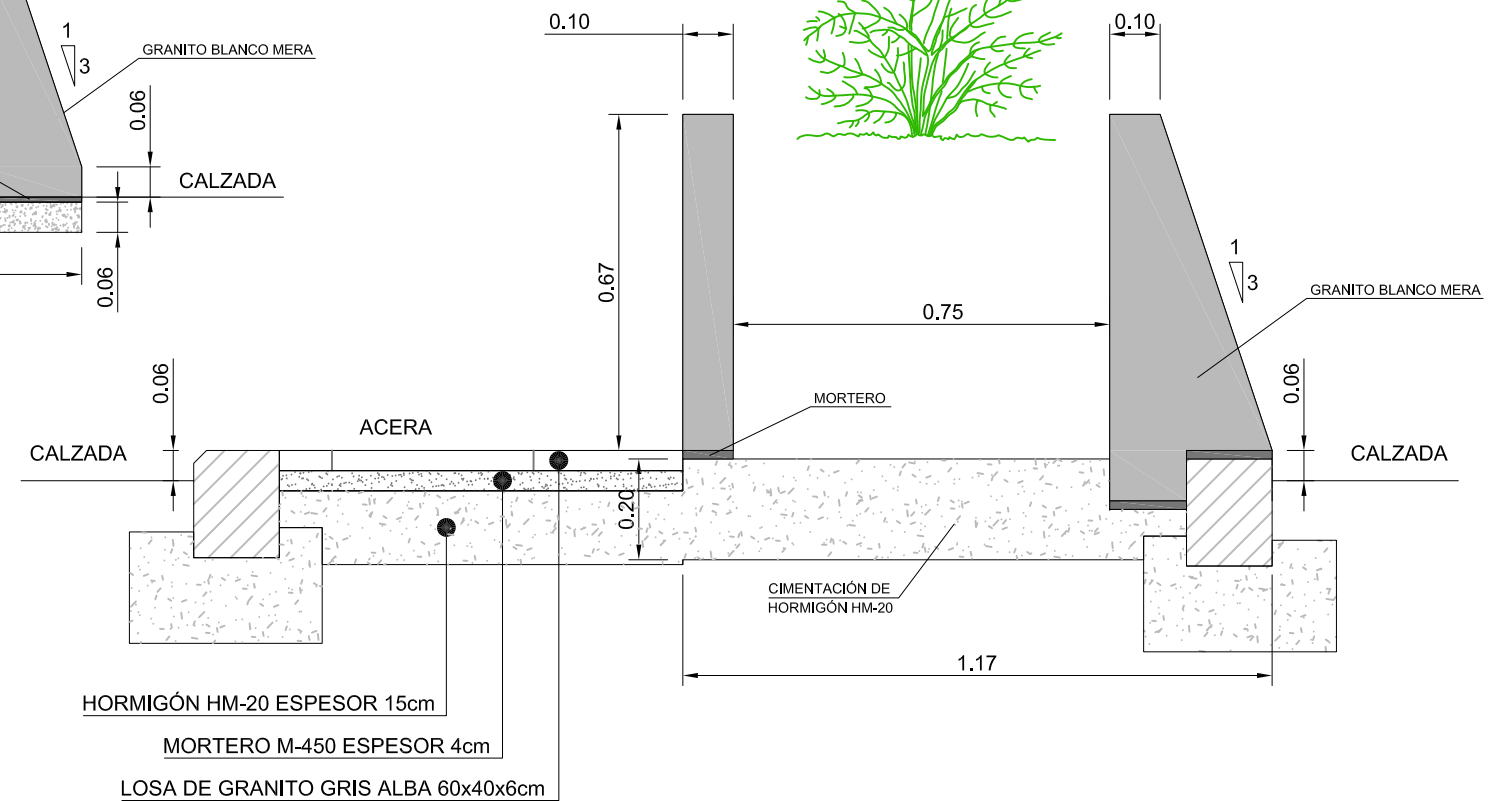 0.10
0.10
1
3
GRANITO BLANCO MERA
0.06
CALZADA
0.06
0.67
0.75
1
3
GRANITO BLANCO MERA
0.06
CALZADA
ACERA
MORTERO
0.06
CALZADA
0.20
CIMENTACIÓN DE
HORMIGÓN HM-20
1.17
HORMIGÓN HM-20 ESPESOR 15cm
MORTERO M-450 ESPESOR 4cm
LOSA DE GRANITO GRIS ALBA 60x40x6cm